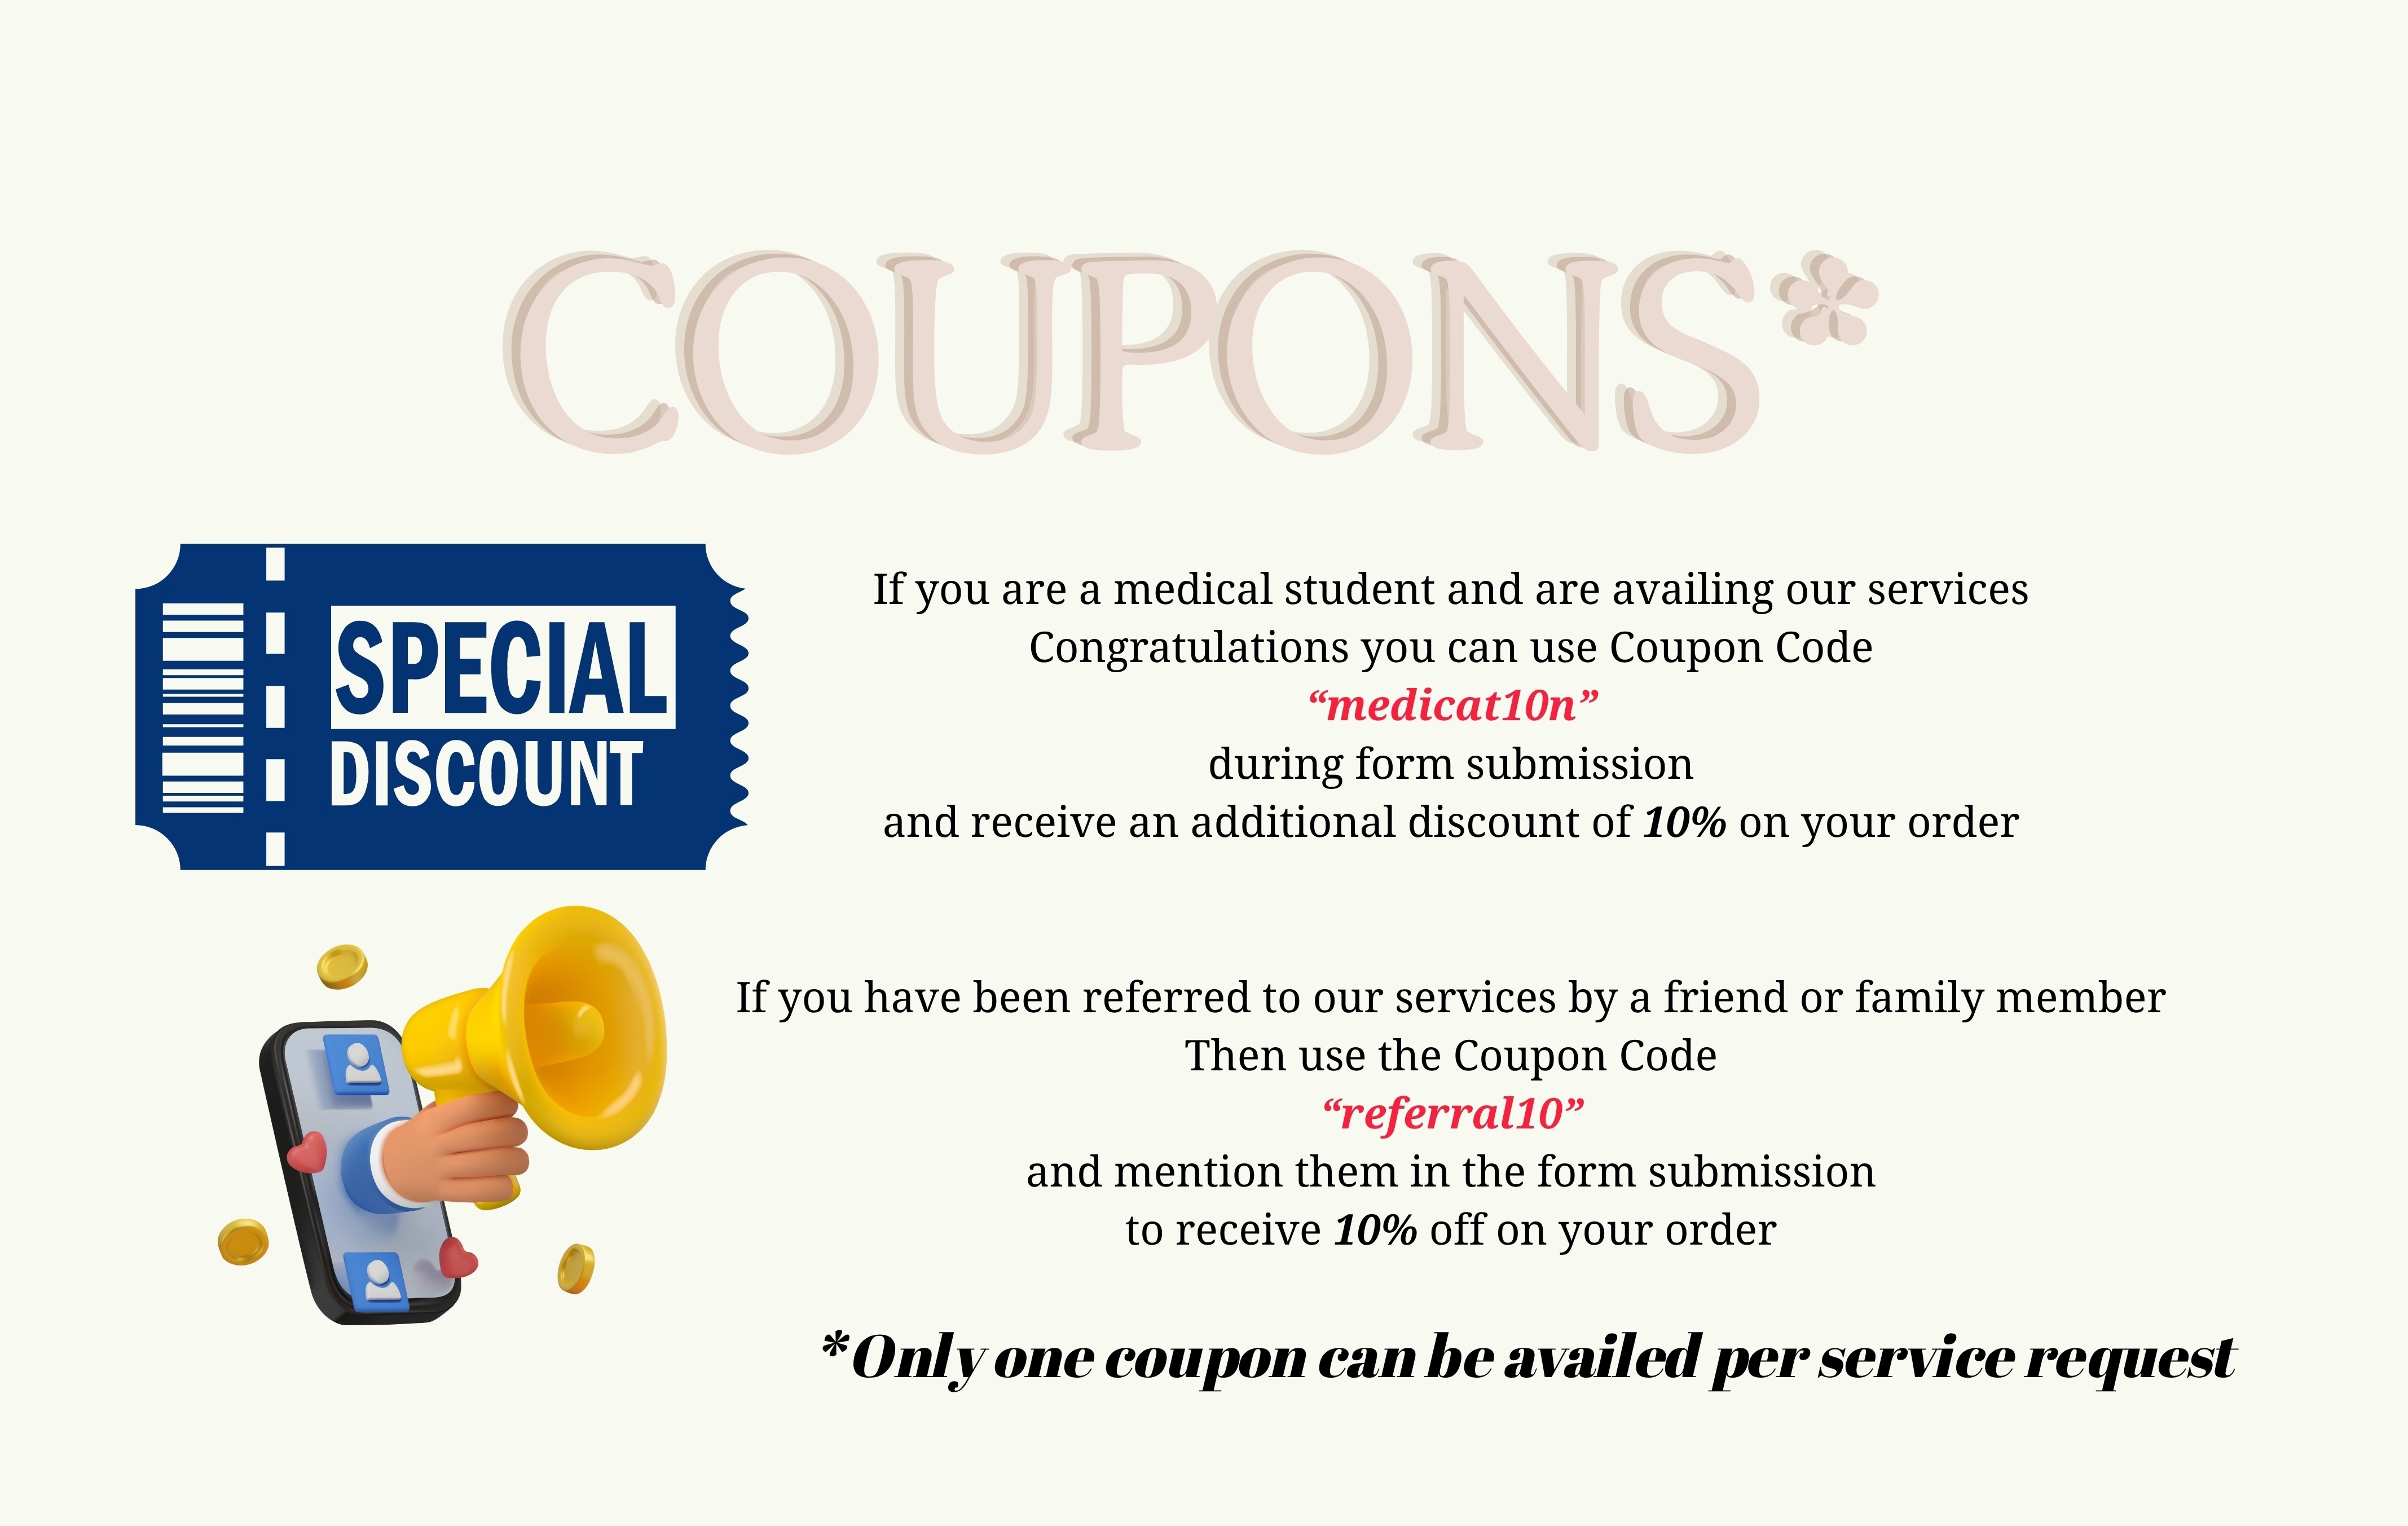 COUPONS*
SPECIAL
DISCOUNT
If you are a medical student and are availing our services
Congratulations you can use Coupon Code
“medicat10n”
during form submission
and receive an additional discount of 10% on your order
If you have been referred to our services by a friend or family member
Then use the Coupon Code
“referral10”
and mention them in the form submission
to receive 10% off on your order
*Only one coupon can be availed per service request